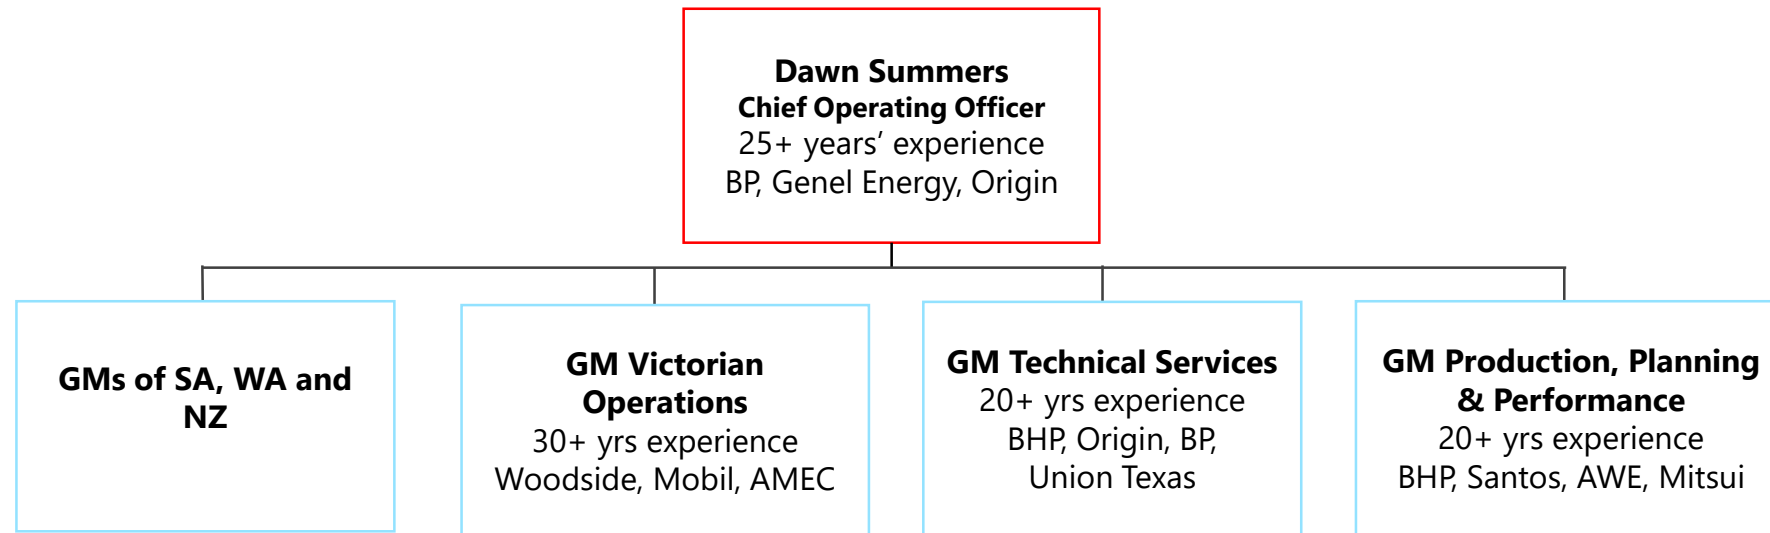 Dawn Summers
Chief Operating Officer
25+ years’ experience
BP, Genel Energy, Origin
GMs of SA, WA and
NZ
GM Victorian
Operations
30+ yrs experience
Woodside, Mobil, AMEC
GM Technical Services
20+ yrs experience
BHP, Origin, BP,
Union Texas
GM Production, Planning
& Performance
20+ yrs experience
BHP, Santos, AWE, Mitsui